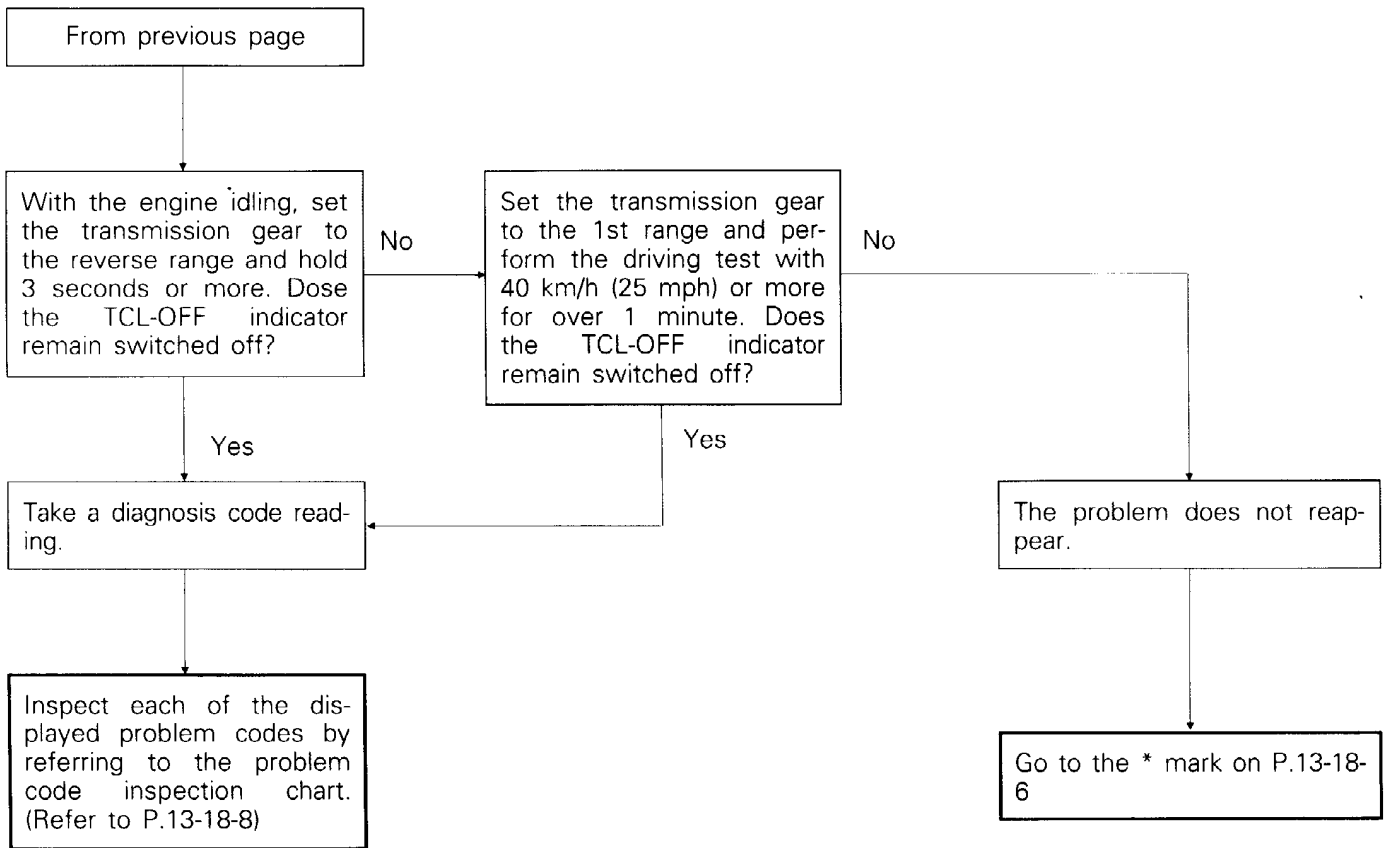 From previous page
With the engine idling, set
the transmission gear to
the reverse range and hold
3 seconds or more. Dose
the TCL-OFF indicator
remain switched off?
No
Set the transmission gear
to the 1st range and per-
form the driving test with
40 km/h (25 mph) or more
for over 1 minute. Does
the TCL-OFF indicator
remain switched off?
No
Yes
Yes
Take a diagnosis code read-
ing.
The problem does not reap-
pear.
Inspect each of the dis-
played problem codes by
referring to the problem
code inspection chart.
(Refer to P.13-18-8)
Go to the * mark on P.13-18-
6